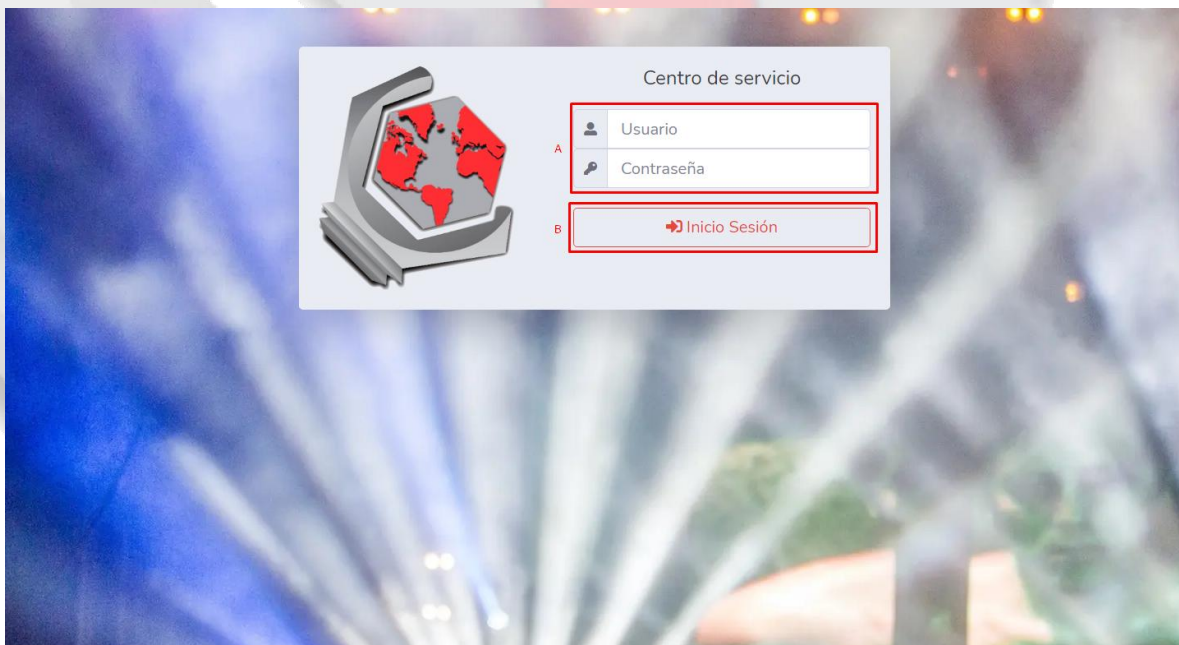 Centro de servicio
A
Usuario
Contraseña
B
Inicio Sesión